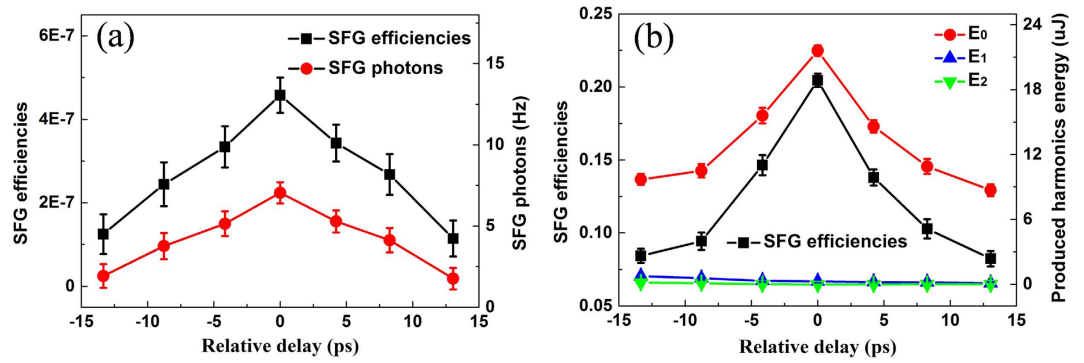 (a)
SFG efficiencies
SFG photons
6E-7
4E-7
2E-7
0
15
10
5
0
-15 -10 -5 0 5 10 15
SFG efficiencies
SFG photons (Hz)
Relative delay (ps)
(b)
E0
E1
E2
SFG efficiencies
0.25
0.20
0.15
0.10
0.05
24
18
12
6
0
-15 -10 -5 0 5 10 15
SFG efficiencies
Produced harmonics energy (uJ)
Relative delay (ps)